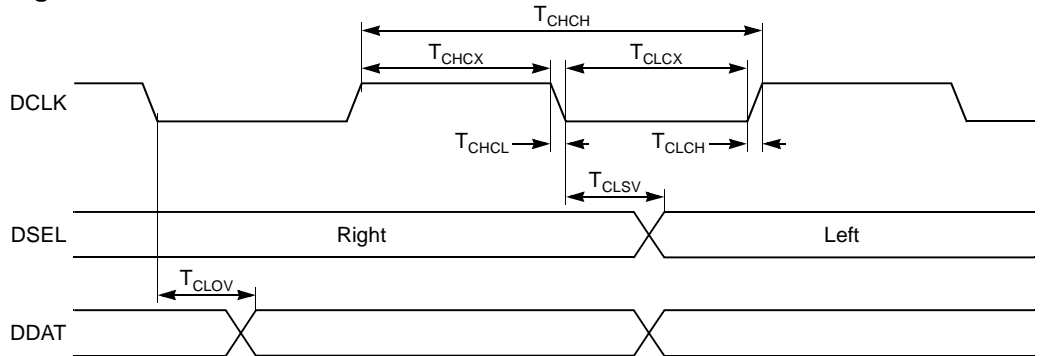 T_CHCH
T_CHCX T_CLCX
DCLK
T_CHCL T_CLCH
T_CLSV
DSEL Right Left
T_CLOV
DDAT